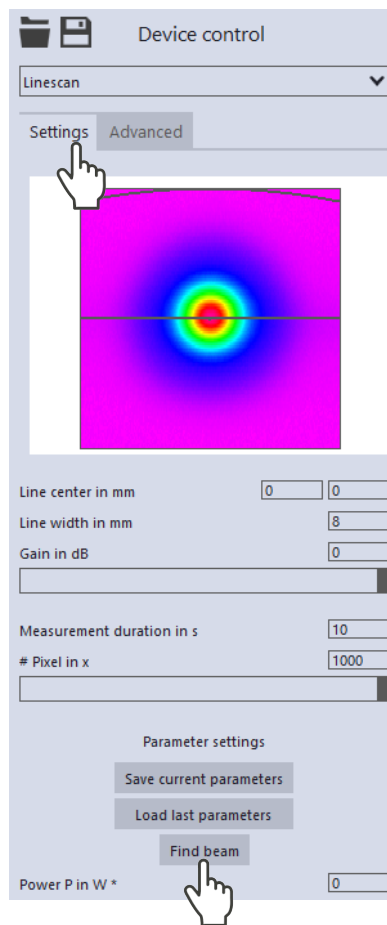 Device control
Linescan
Settings Advanced
Line center in mm 0 0
Line width in mm 8
Gain in dB 0
Measurement duration in s 10
# Pixel in x 1000
Parameter settings
Save current parameters
Load last parameters
Find beam
Power P in W * 0